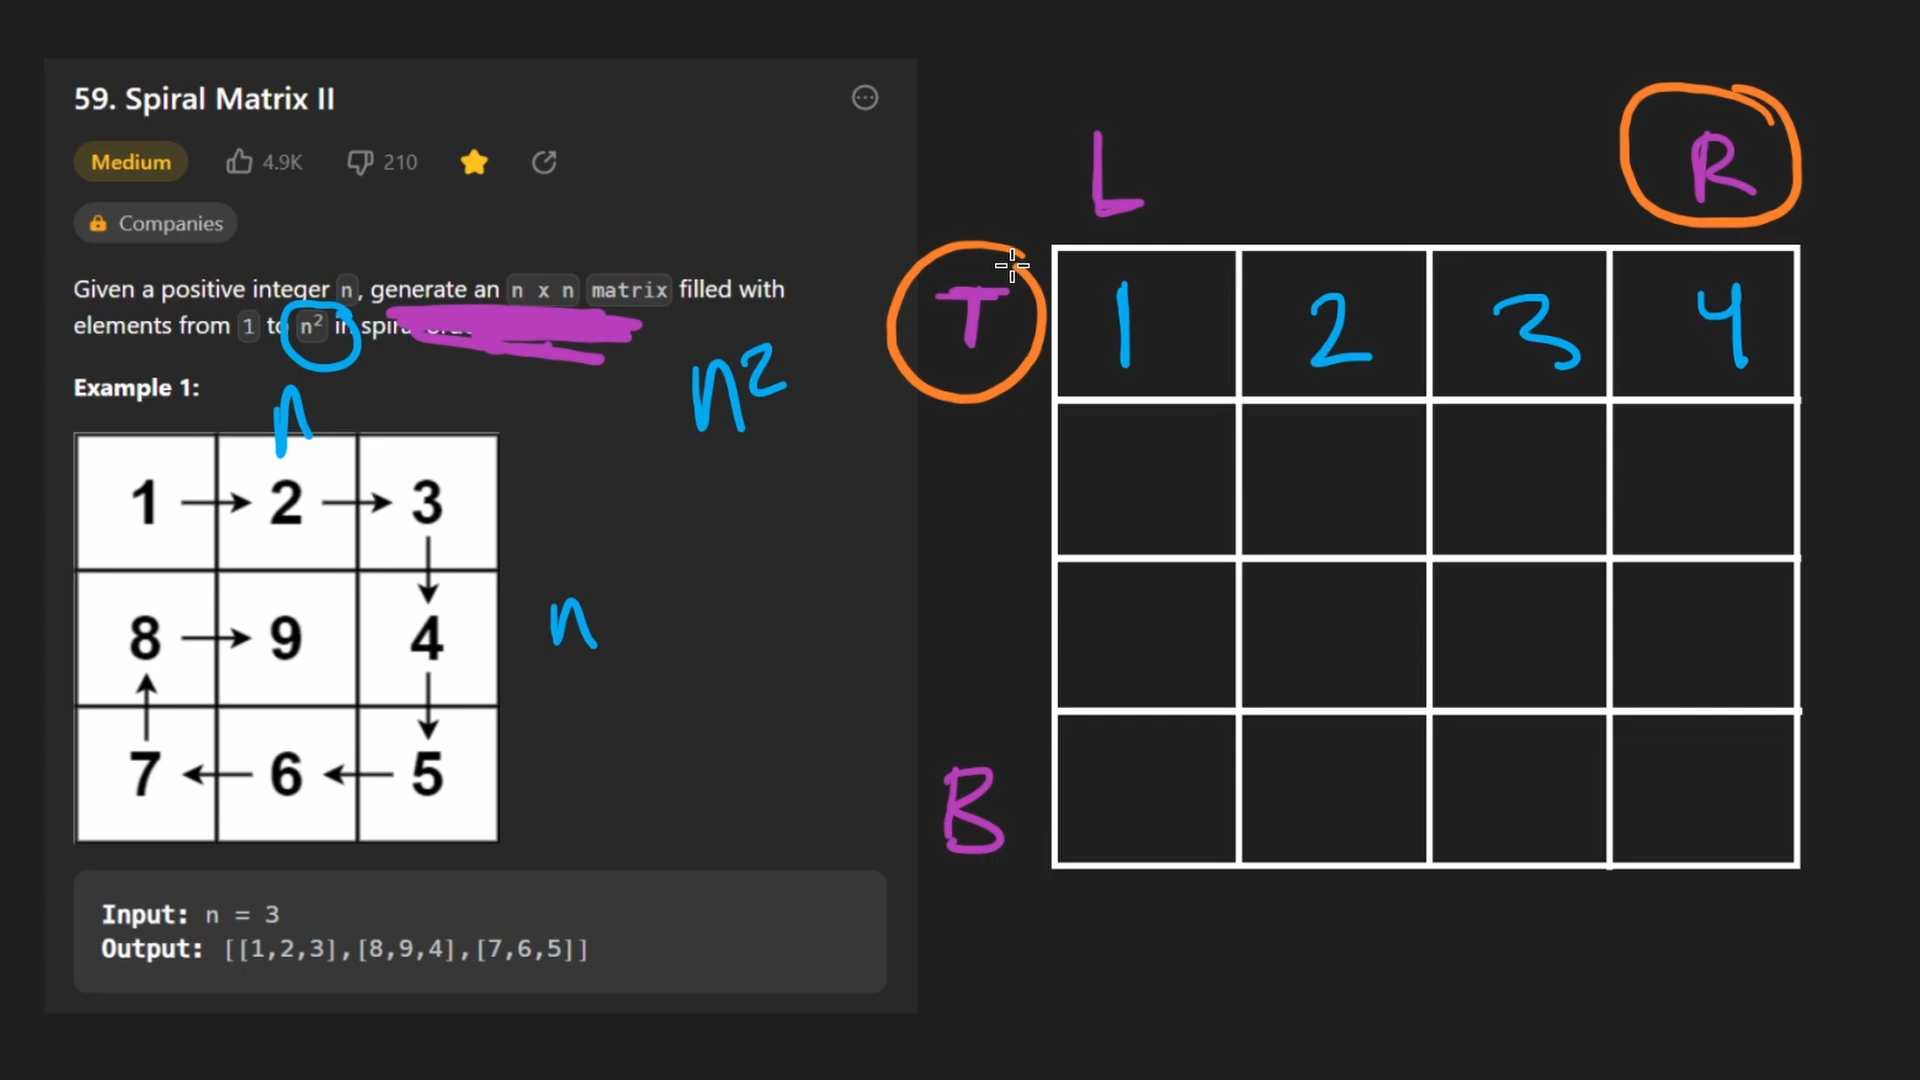 59. Spiral Matrix II
Medium 4.9K 210
Companies
Given a positive integer n, generate an n x n matrix filled with
elements from 1 to n² in
n²
Example 1:
n
1 2 3
8 9 4
7 6 5
n
Input: n = 3
Output: [[1,2,3],[8,9,4],[7,6,5]]
L R
T 1 2 3 4
B